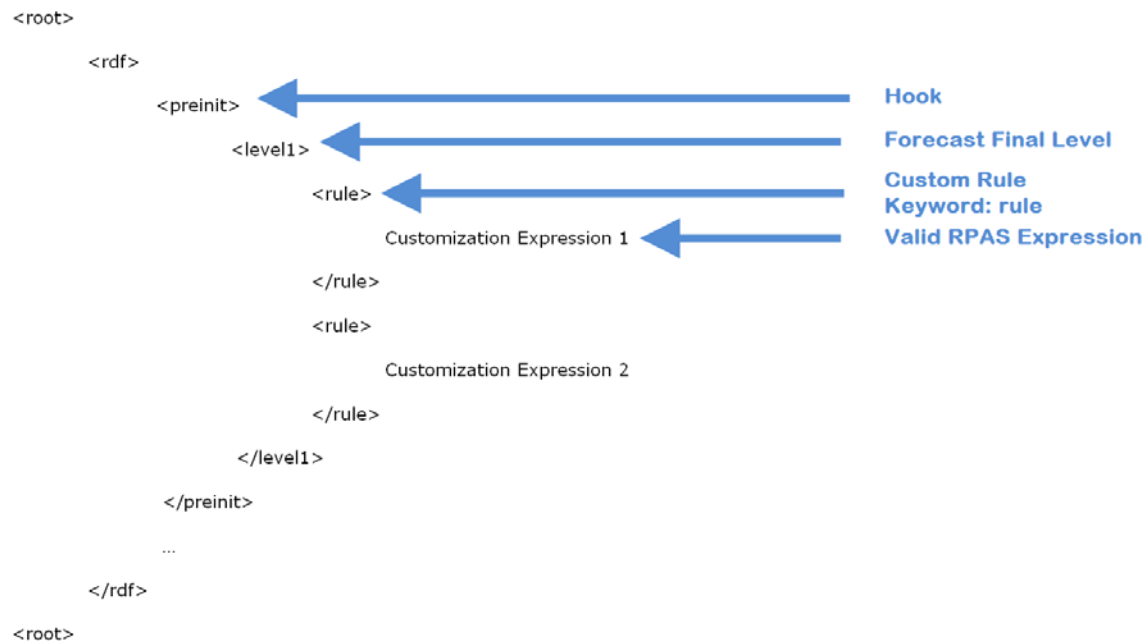 <root>
<rdf>
<preinit> Hook
<level1> Forecast Final Level
<rule> Custom Rule
Keyword: rule
Customization Expression 1 Valid RPAS Expression
</rule>
<rule>
Customization Expression 2
</rule>
</level1>
</preinit>
...
</rdf>
<root>